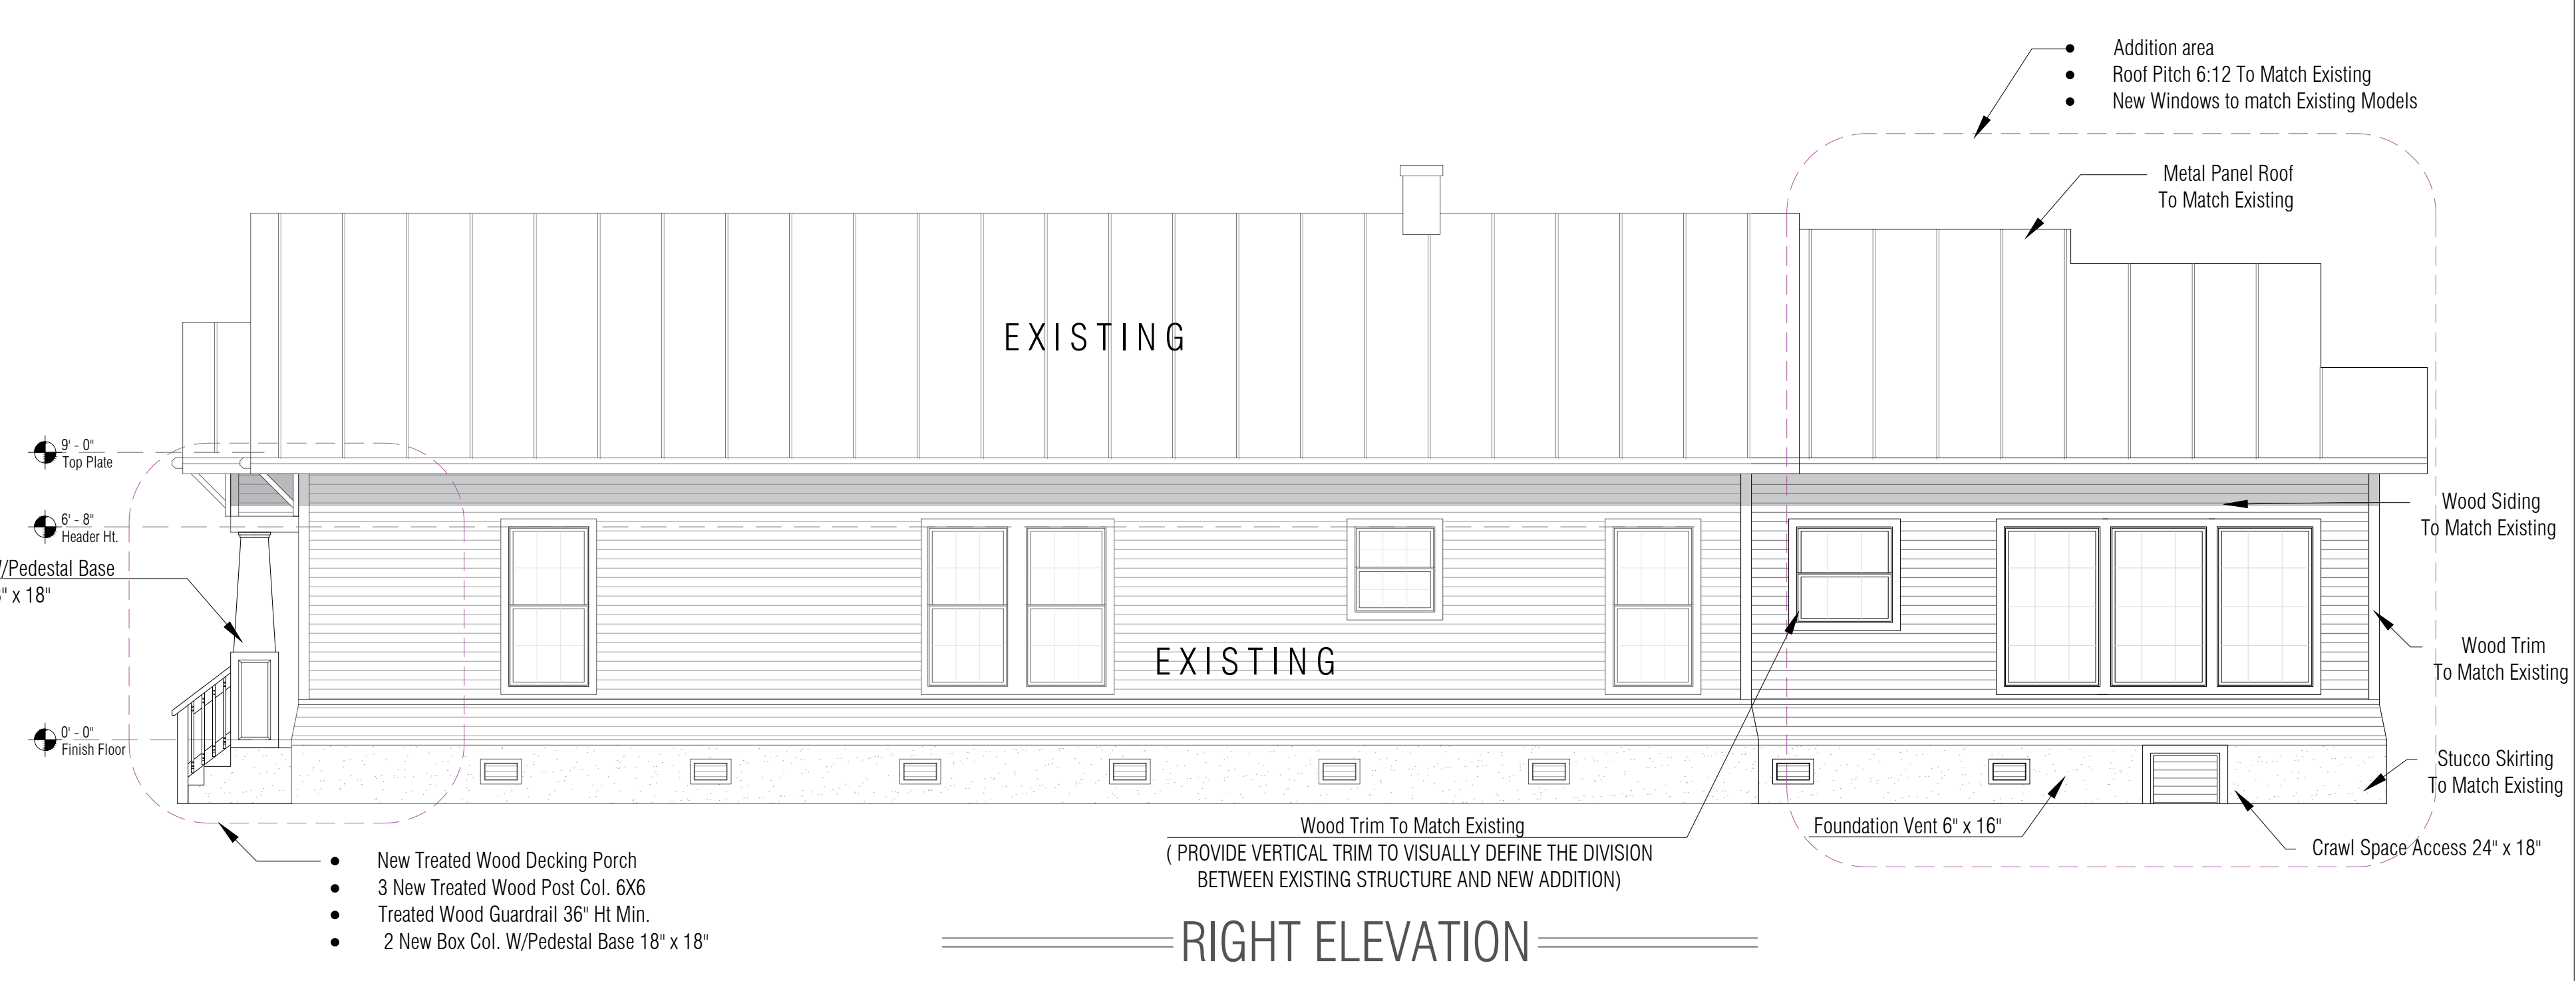 Addition area
Roof Pitch 6:12 To Match Existing
New Windows to match Existing Models
Metal Panel Roof
To Match Existing
EXISTING
9' - 0"
Top Plate
6' - 8"
Header Ht.
/Pedestal Base
" x 18"
0' - 0"
Finish Floor
EXISTING
Wood Siding
To Match Existing
Wood Trim
To Match Existing
Stucco Skirting
To Match Existing
Foundation Vent 6" x 16"
Crawl Space Access 24" x 18"
Wood Trim To Match Existing
( PROVIDE VERTICAL TRIM TO VISUALLY DEFINE THE DIVISION
BETWEEN EXISTING STRUCTURE AND NEW ADDITION)
New Treated Wood Decking Porch
3 New Treated Wood Post Col. 6X6
Treated Wood Guardrail 36" Ht Min.
2 New Box Col. W/Pedestal Base 18" x 18"
RIGHT ELEVATION